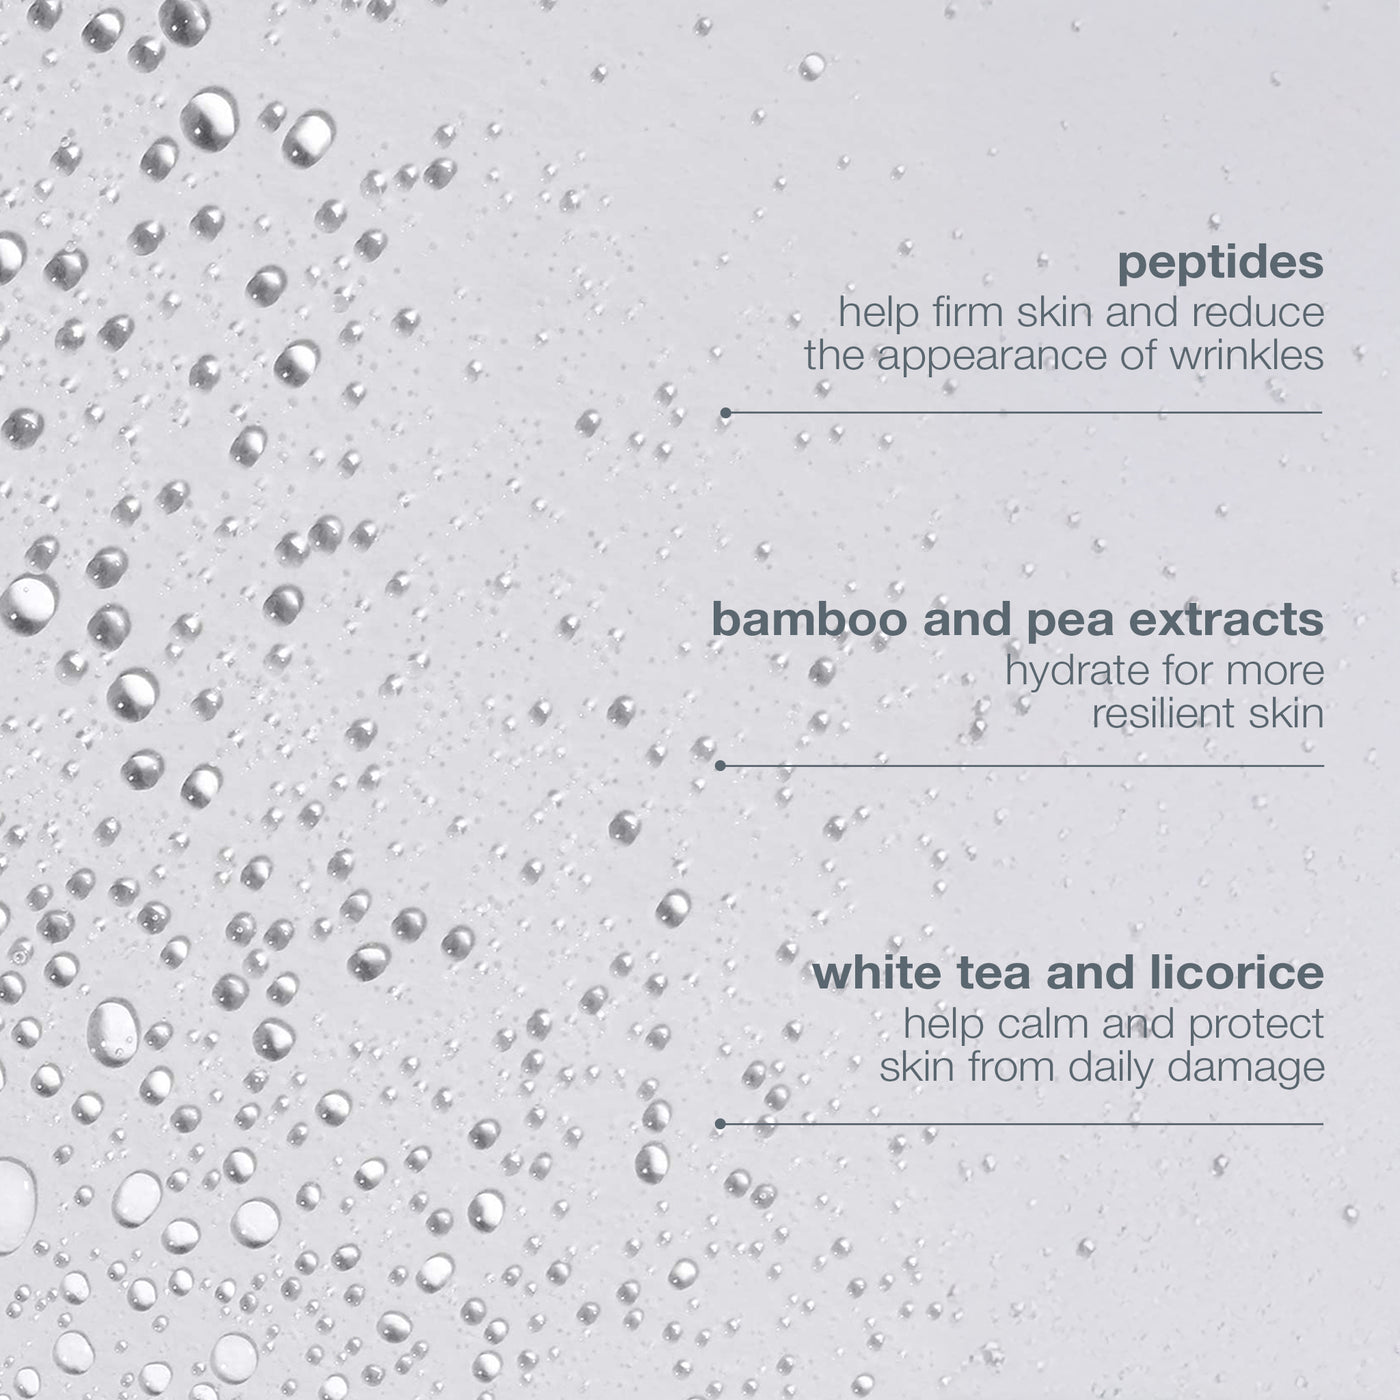 peptides
help firm skin and reduce
the appearance of wrinkles
bamboo and pea extracts
hydrate for more
resilient skin
white tea and licorice
help calm and protect
skin from daily damage